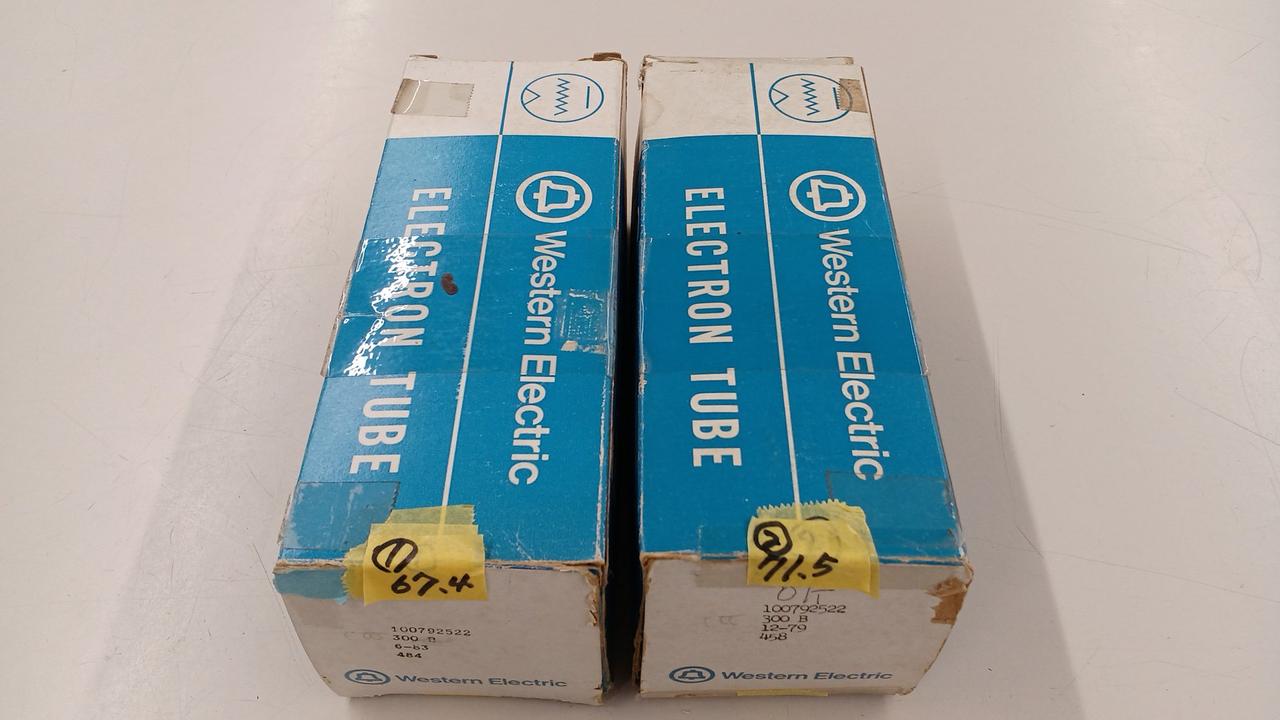 Western Electric
ELECTRON TUBE
1
67.4
100792522
300 B
6-83
484
Western Electric
Western Electric
ELECTRON TUBE
2
71.5
100792522
300 B
12-79
458
Western Electric